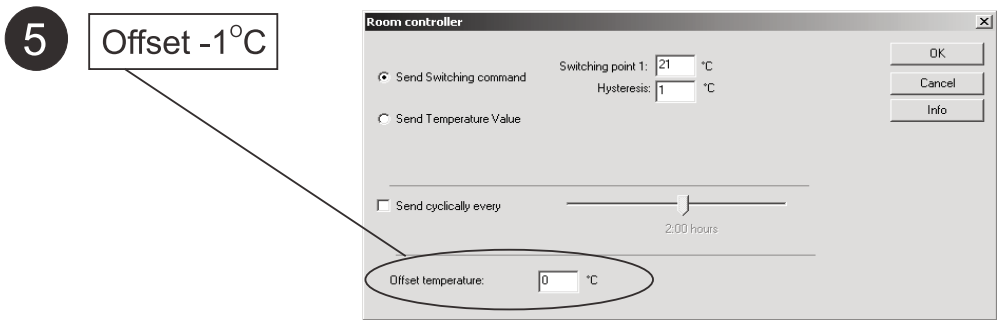 5
Offset -1°C
Room controller
Send Switching command
Switching point 1: 21 °C
Hysteresis: 1 °C
Send Temperature Value
OK
Cancel
Info
Send cyclically every
2:00 hours
Offset temperature: 0 °C